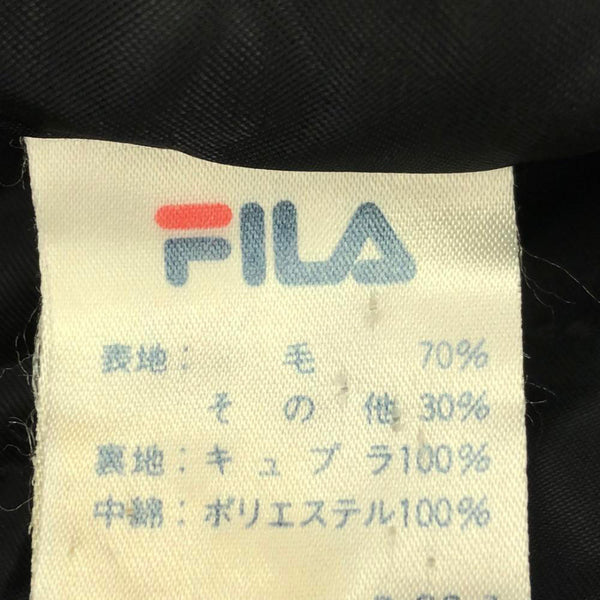 FILA
表地： 毛 70%
その他 30%
裏地：キュプラ100%
中綿：ポリエステル100%